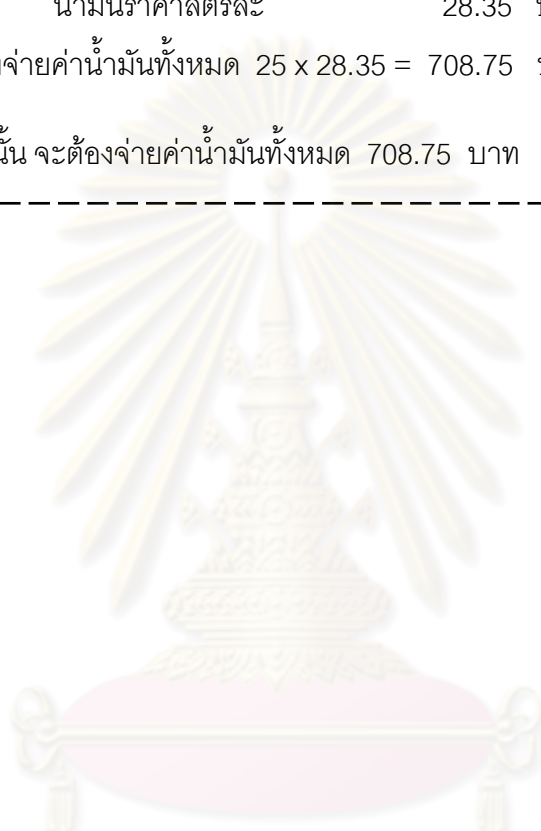 น้ำมันราคาลิตรละ 28.35
จ่ายค่าน้ำมันทั้งหมด 25 x 28.35 = 708.75
นั้น จะต้องจ่ายค่าน้ำมันทั้งหมด 708.75 บาท